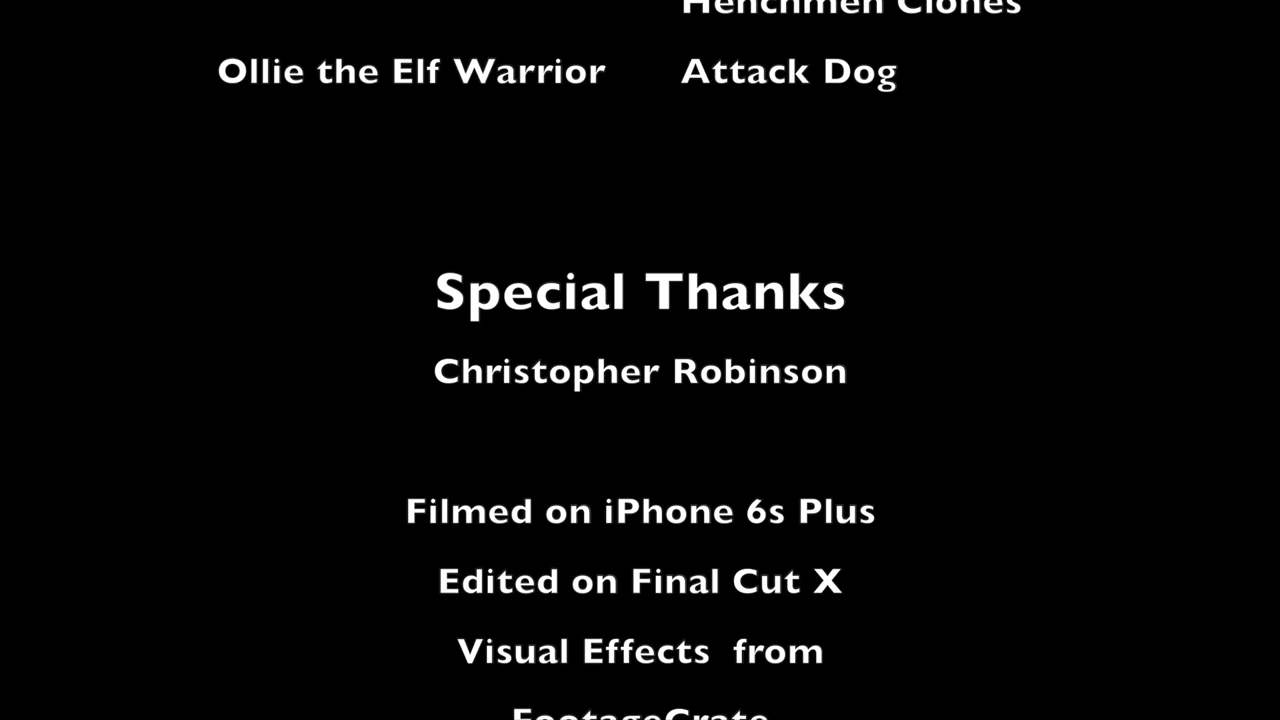 Henchmen Clones
Ollie the Elf Warrior Attack Dog
Special Thanks
Christopher Robinson
Filmed on iPhone 6s Plus
Edited on Final Cut X
Visual Effects from
FootageCrate